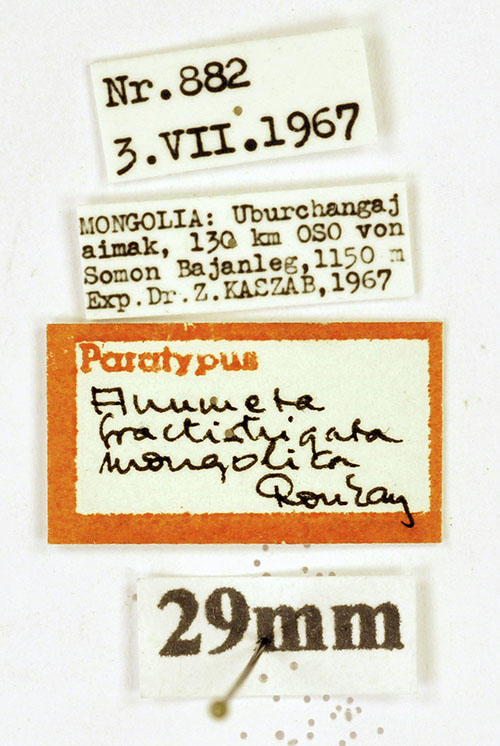 Nr.882
3.VII.1967
MONGOLIA: Uburchangaj
aimak, 130 km OSO von
Somon Bajanleg, 1150 m
Exp.Dr.Z.KASZAB,1967
Paratypus
Anumeta
fractistrigata
mongolica
Ronkay
29mm